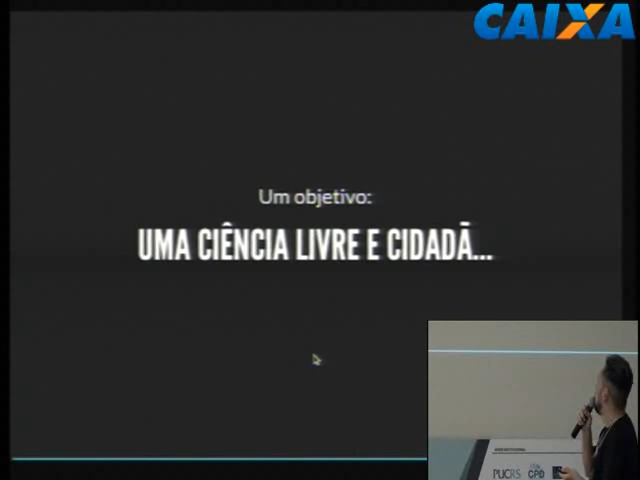 CAIXA
Um objetivo:
UMA CIÊNCIA LIVRE E CIDADÃ...
PUCRS
CPD